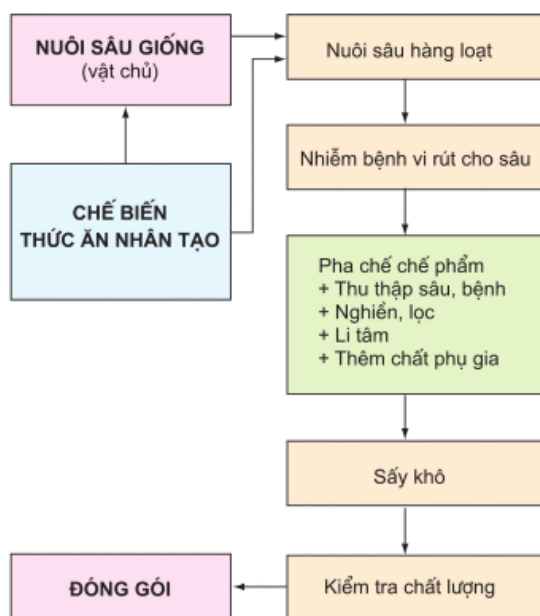 NUÔI SÂU GIỐNG
(vật chủ)
Nuôi sâu hàng loạt
Nhiễm bệnh vi rút cho sâu
CHẾ BIẾN
THỨC ĂN NHÂN TẠO
Pha chế chế phẩm
+ Thu thập sâu, bệnh
+ Nghiền, lọc
+ Li tâm
+ Thêm chất phụ gia
Sấy khô
Kiểm tra chất lượng
ĐÓNG GÓI